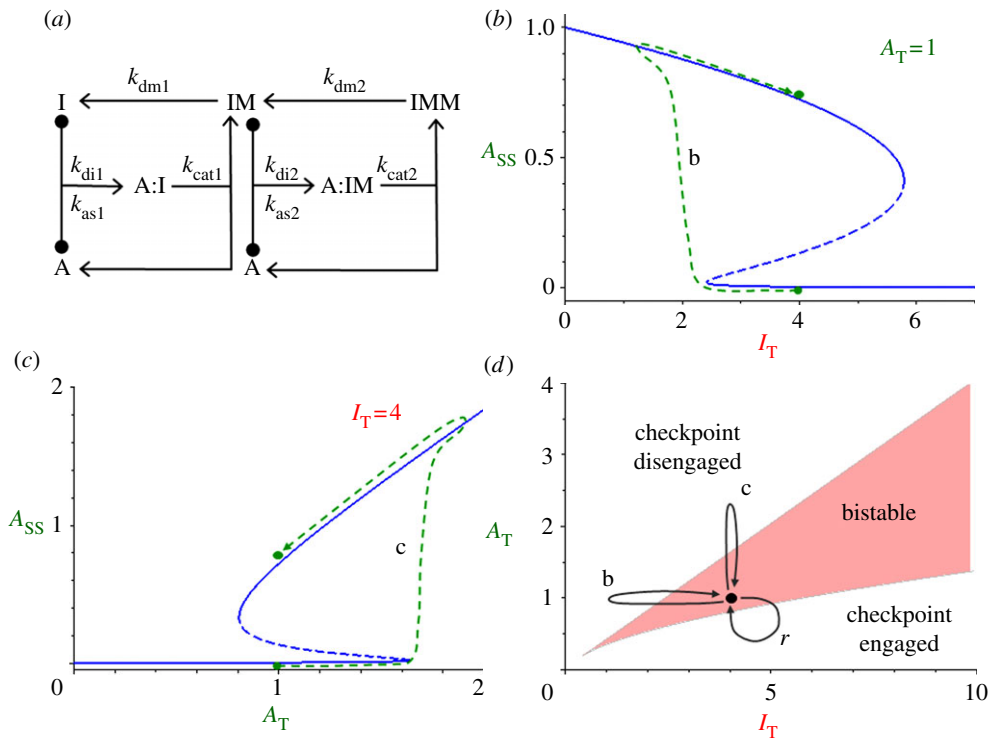 (a)
k_dm1
k_dm2
I
IM
IMM
k_di1
k_as1
A:I
k_cat1
k_di2
k_as2
A:IM
k_cat2
A
A
(b)
A_T = 1
1.0
A_SS
0.5
0
b
0
2
4
6
I_T
(c)
I_T = 4
2
A_SS
1
0
c
0
1
2
A_T
(d)
4
3
A_T
2
1
0
checkpoint
disengaged
c
bistable
b
r
checkpoint
engaged
5
10
I_T